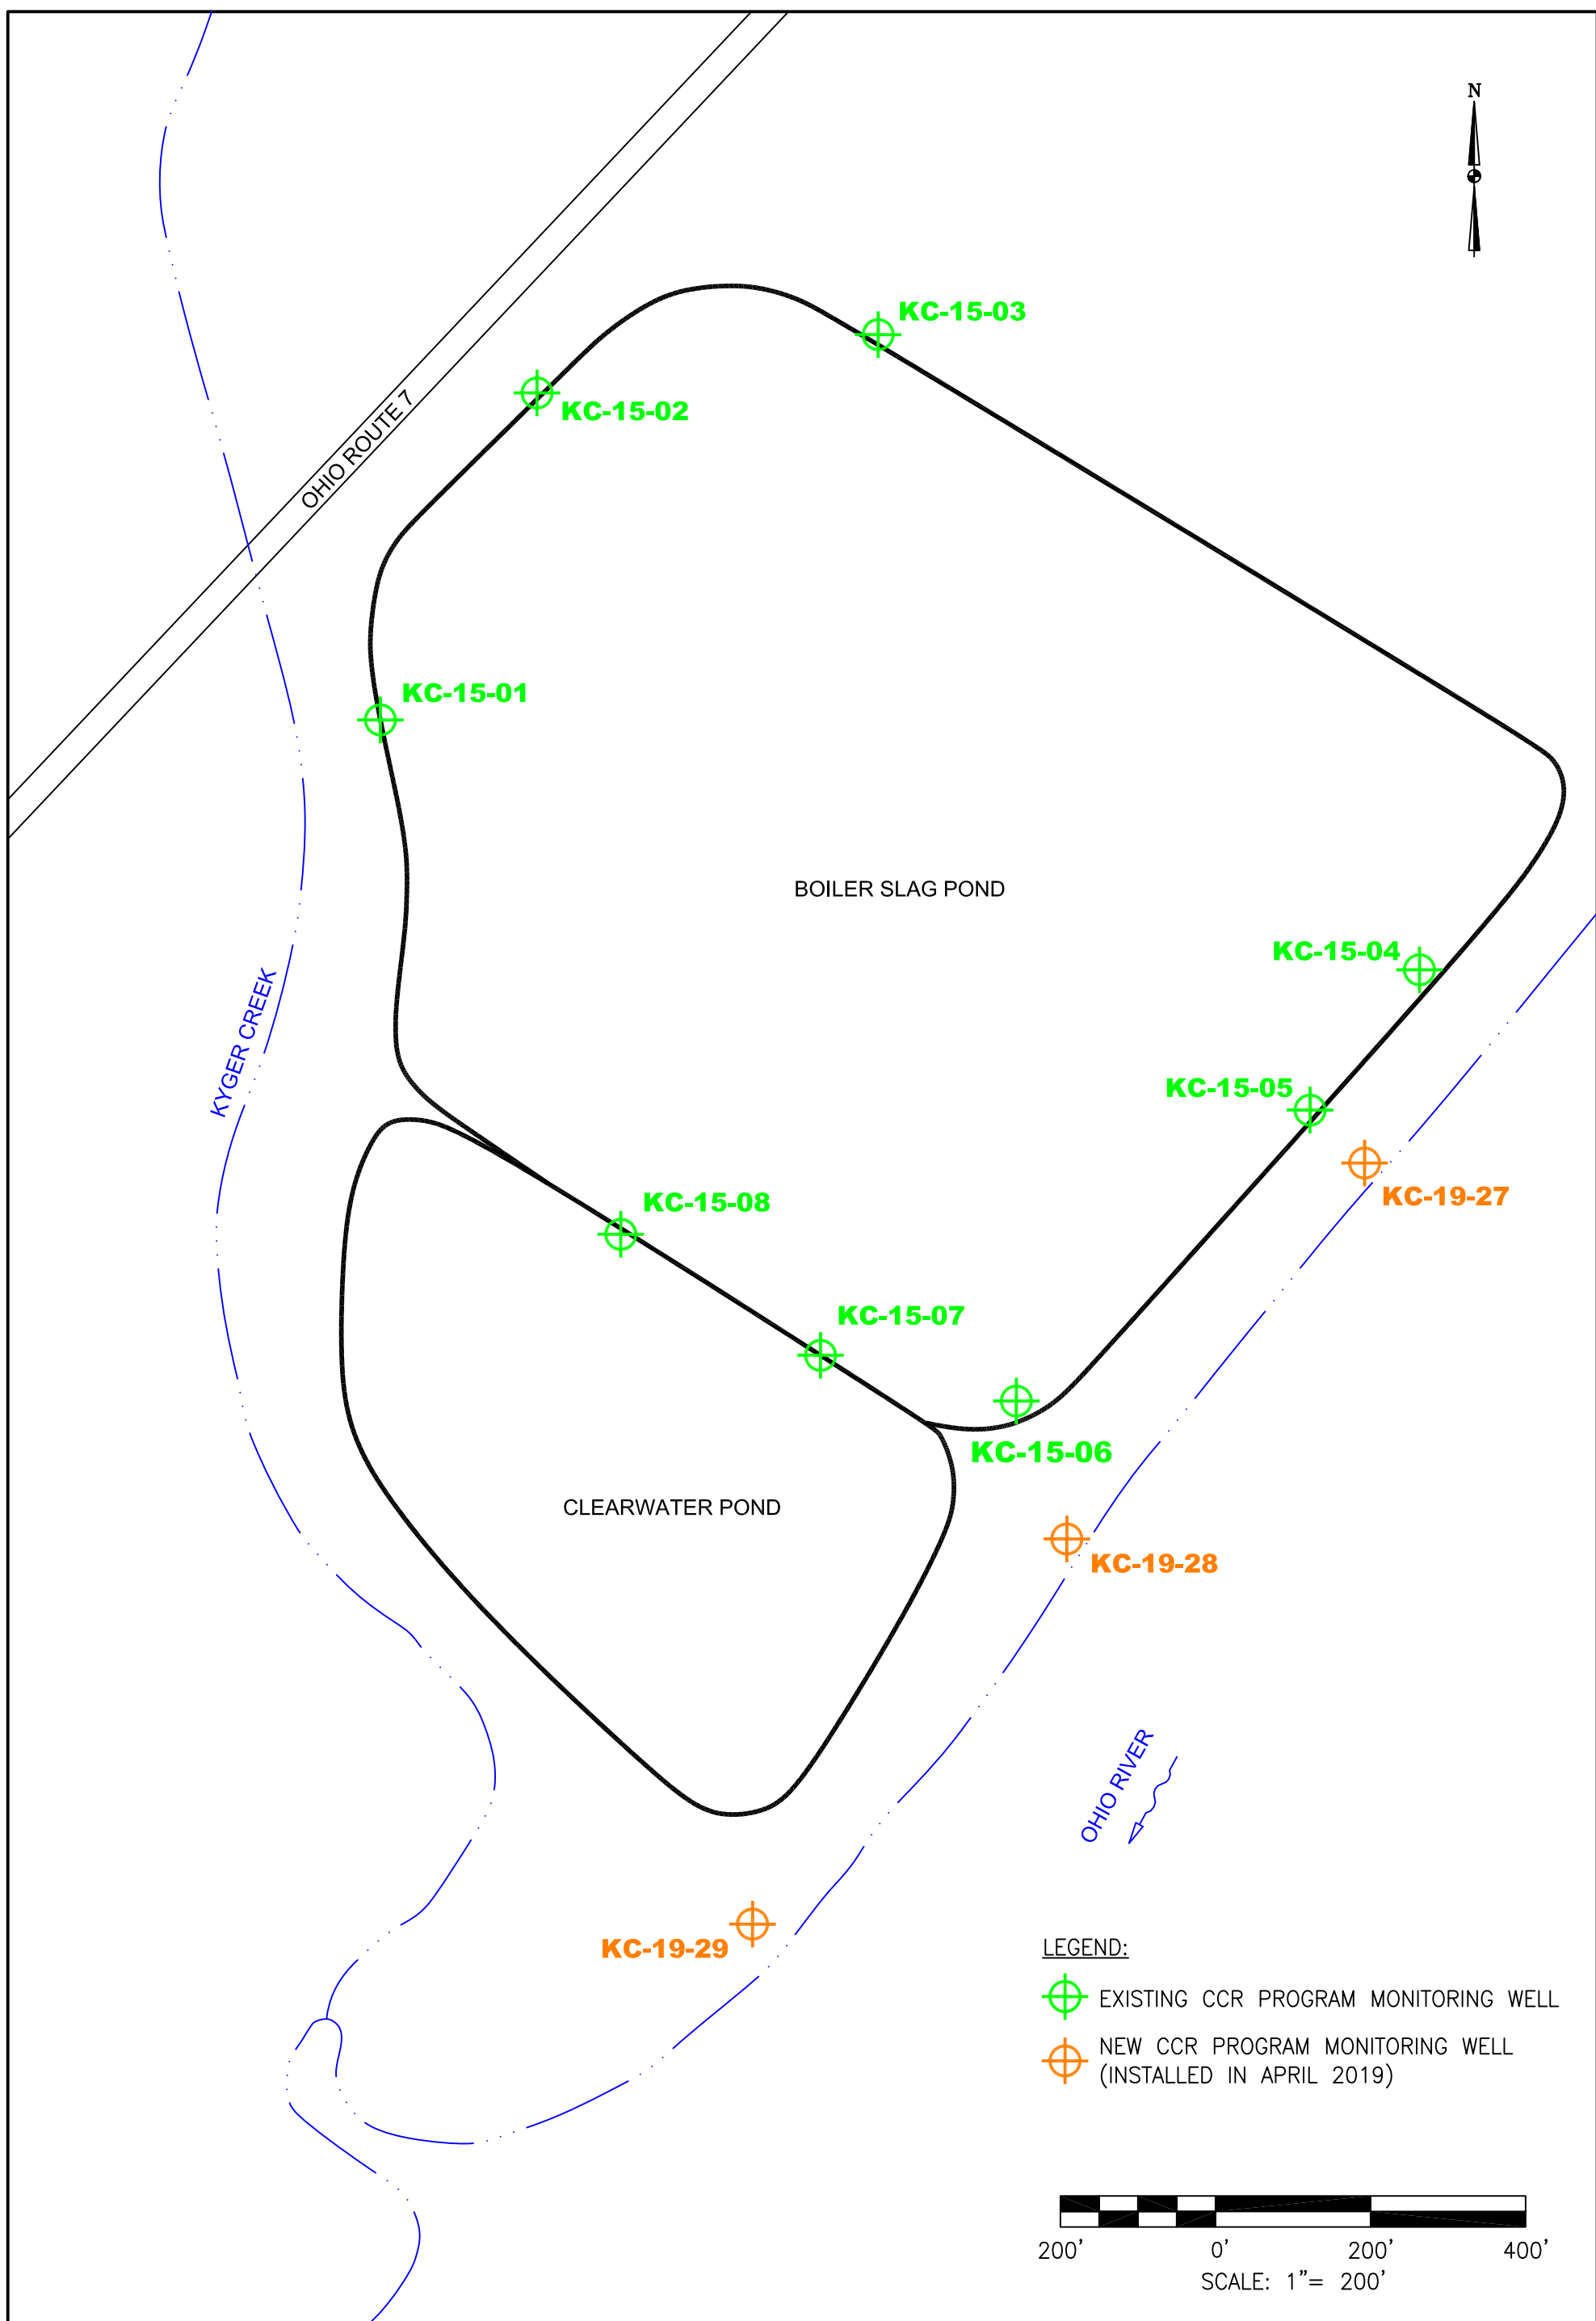 N
KC-15-03
KC-15-02
OHIO ROUTE 7
KC-15-01
BOILER SLAG POND
KC-15-04
KYGER CREEK
KC-15-05
KC-19-27
KC-15-08
KC-15-07
KC-15-06
CLEARWATER POND
KC-19-28
OHIO RIVER
KC-19-29
LEGEND:
EXISTING CCR PROGRAM MONITORING WELL
NEW CCR PROGRAM MONITORING WELL
(INSTALLED IN APRIL 2019)
200' 0' 200' 400'
SCALE: 1"= 200'